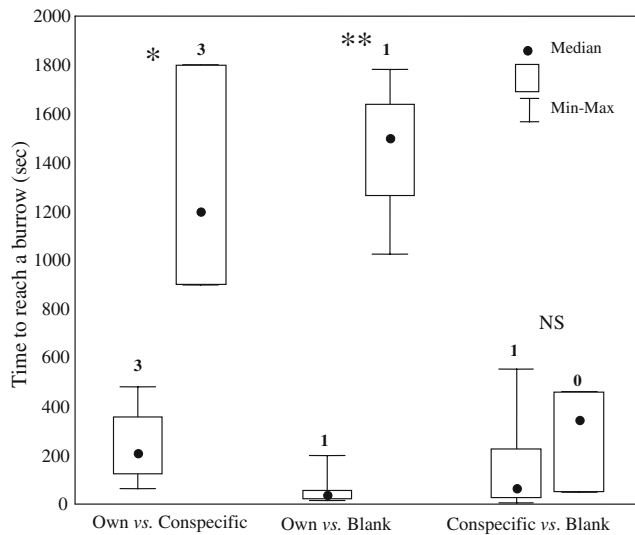 2000
1800
1600
1400
1200
1000
800
600
400
200
0
Time to reach a burrow (sec)
*
3
**
1
Median
Min-Max
3
1
NS
1
0
Own vs. Conspecific
Own vs. Blank
Conspecific vs. Blank